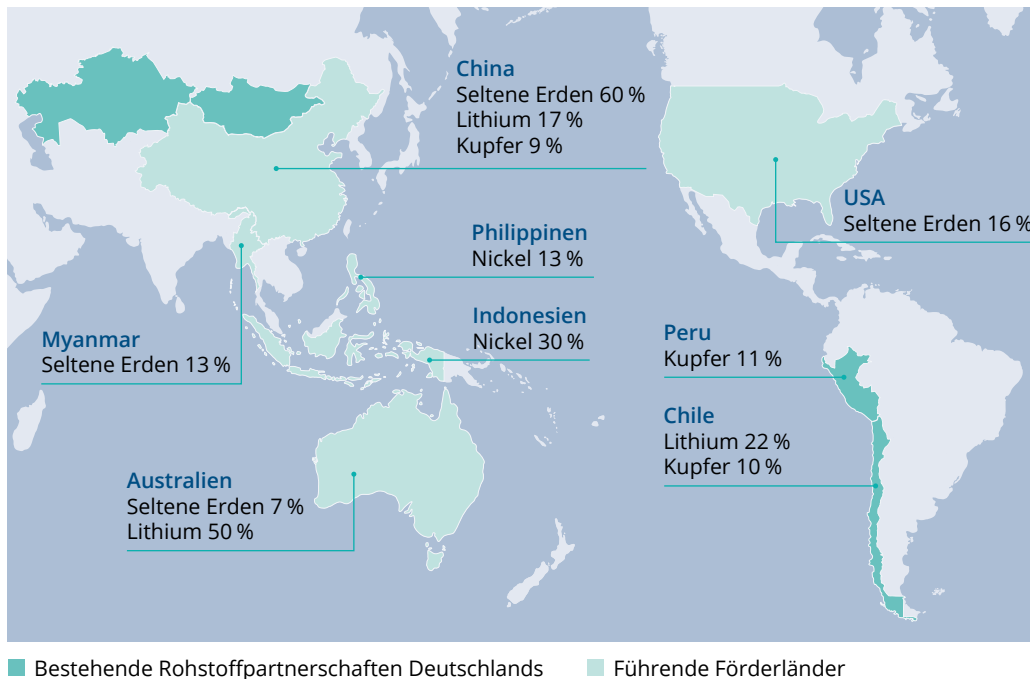 China
Seltene Erden 60 %
Lithium 17 %
Kupfer 9 %
USA
Seltene Erden 16 %
Philippinen
Nickel 13 %
Indonesien
Nickel 30 %
Myanmar
Seltene Erden 13 %
Peru
Kupfer 11 %
Chile
Lithium 22 %
Kupfer 10 %
Australien
Seltene Erden 7 %
Lithium 50 %
Bestehende Rohstoffpartnerschaften Deutschlands
Führende Förderländer